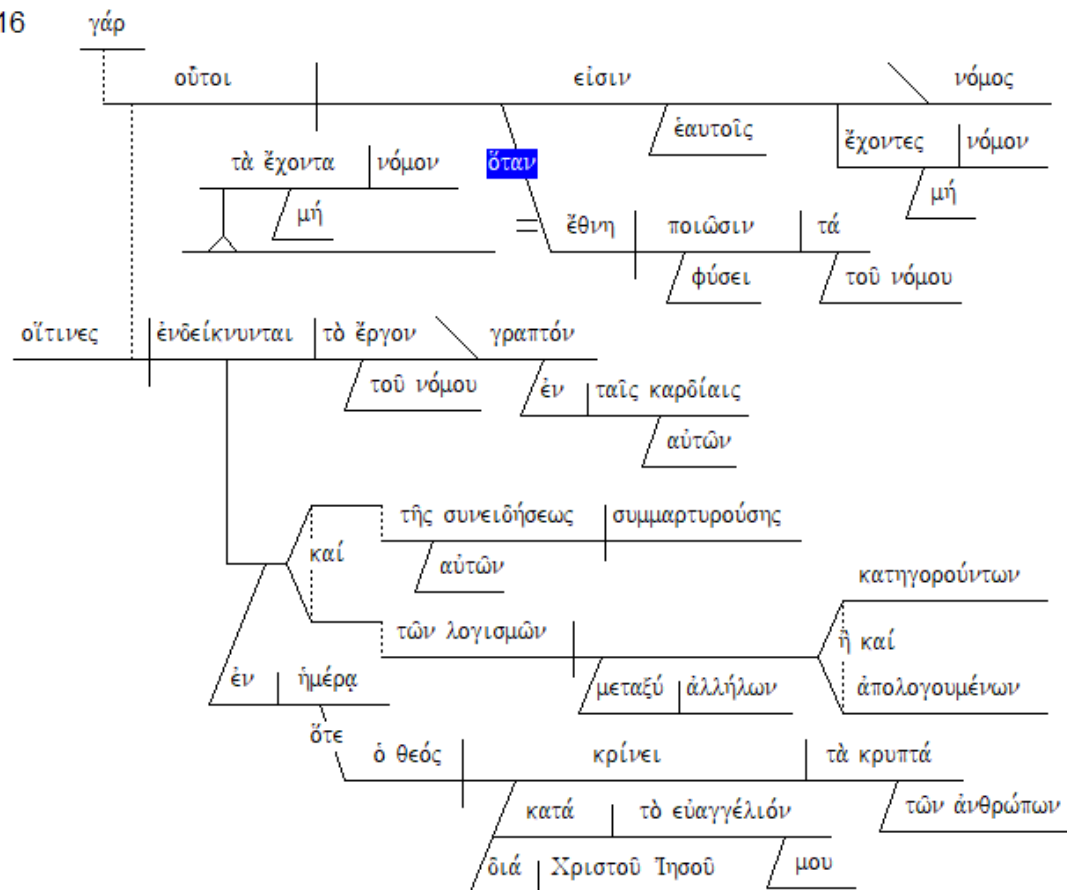 16
γάρ
οὗτοι εἰσιν νόμος
ἑαυτοῖς ἔχοντες νόμον
τὰ ἔχοντα νόμον ὅταν
μή μή
ἔθνη ποιῶσιν τά
φύσει τοῦ νόμου
οἵτινες ἐνδείκνυνται τὸ ἔργον γραπτόν
τοῦ νόμου ἐν ταῖς καρδίαις
αὐτῶν
τῆς συνειδήσεως συμμαρτυρούσης
καί
αὐτῶν
κατηγορούντων
τῶν λογισμῶν ἢ καί
ἐν ἡμέρᾳ μεταξύ ἀλλήλων ἀπολογουμένων
ὅτε
ὁ θεός κρίνει τὰ κρυπτά
κατά τὸ εὐαγγέλιόν τῶν ἀνθρώπων
διά Χριστοῦ Ἰησοῦ μου